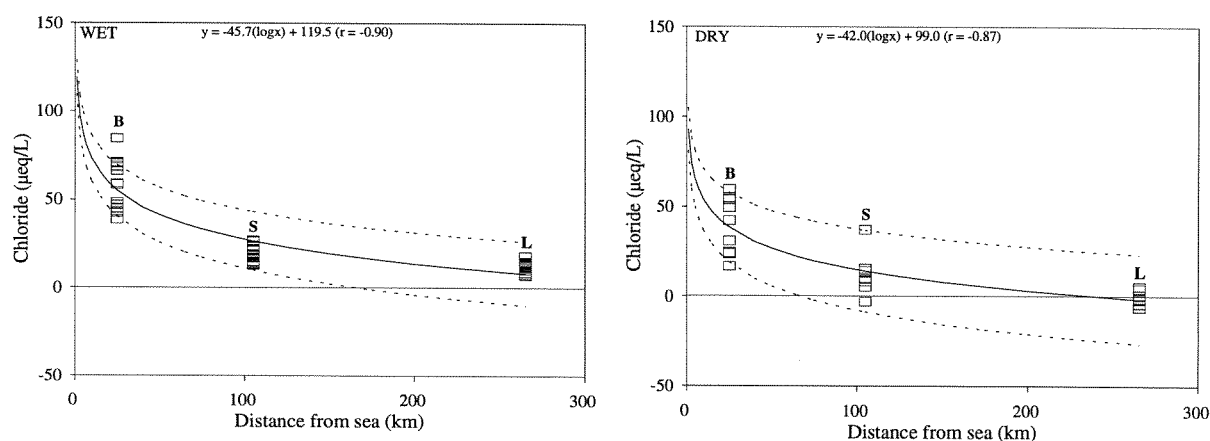 WET
y = -45.7(logx) + 119.5 (r = -0.90)
150
100
50
0
-50
Chloride (µeq/L)
B
S
L
0
100
200
300
Distance from sea (km)
DRY
y = -42.0(logx) + 99.0 (r = -0.87)
150
100
50
0
-50
Chloride (µeq/L)
B
S
L
0
100
200
300
Distance from sea (km)